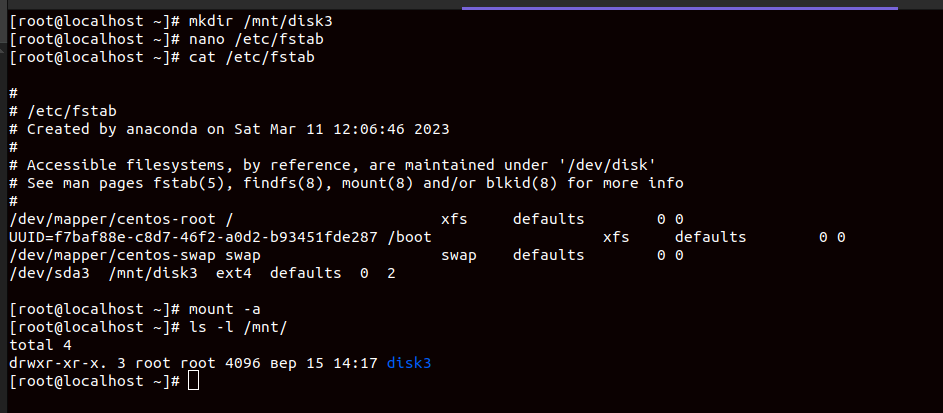 [root@localhost ~]# mkdir /mnt/disk3
[root@localhost ~]# nano /etc/fstab
[root@localhost ~]# cat /etc/fstab

#
# /etc/fstab
# Created by anaconda on Sat Mar 11 12:06:46 2023
#
# Accessible filesystems, by reference, are maintained under '/dev/disk'
# See man pages fstab(5), findfs(8), mount(8) and/or blkid(8) for more info
#
/dev/mapper/centos-root /                       xfs     defaults        0 0
UUID=f7baf88e-c8d7-46f2-a0d2-b93451fde287 /boot                   xfs     defaults        0 0
/dev/mapper/centos-swap swap                    swap    defaults        0 0
/dev/sda3  /mnt/disk3  ext4  defaults  0  2

[root@localhost ~]# mount -a
[root@localhost ~]# ls -l /mnt/
total 4
drwxr-xr-x. 3 root root 4096 вер 15 14:17 disk3
[root@localhost ~]#